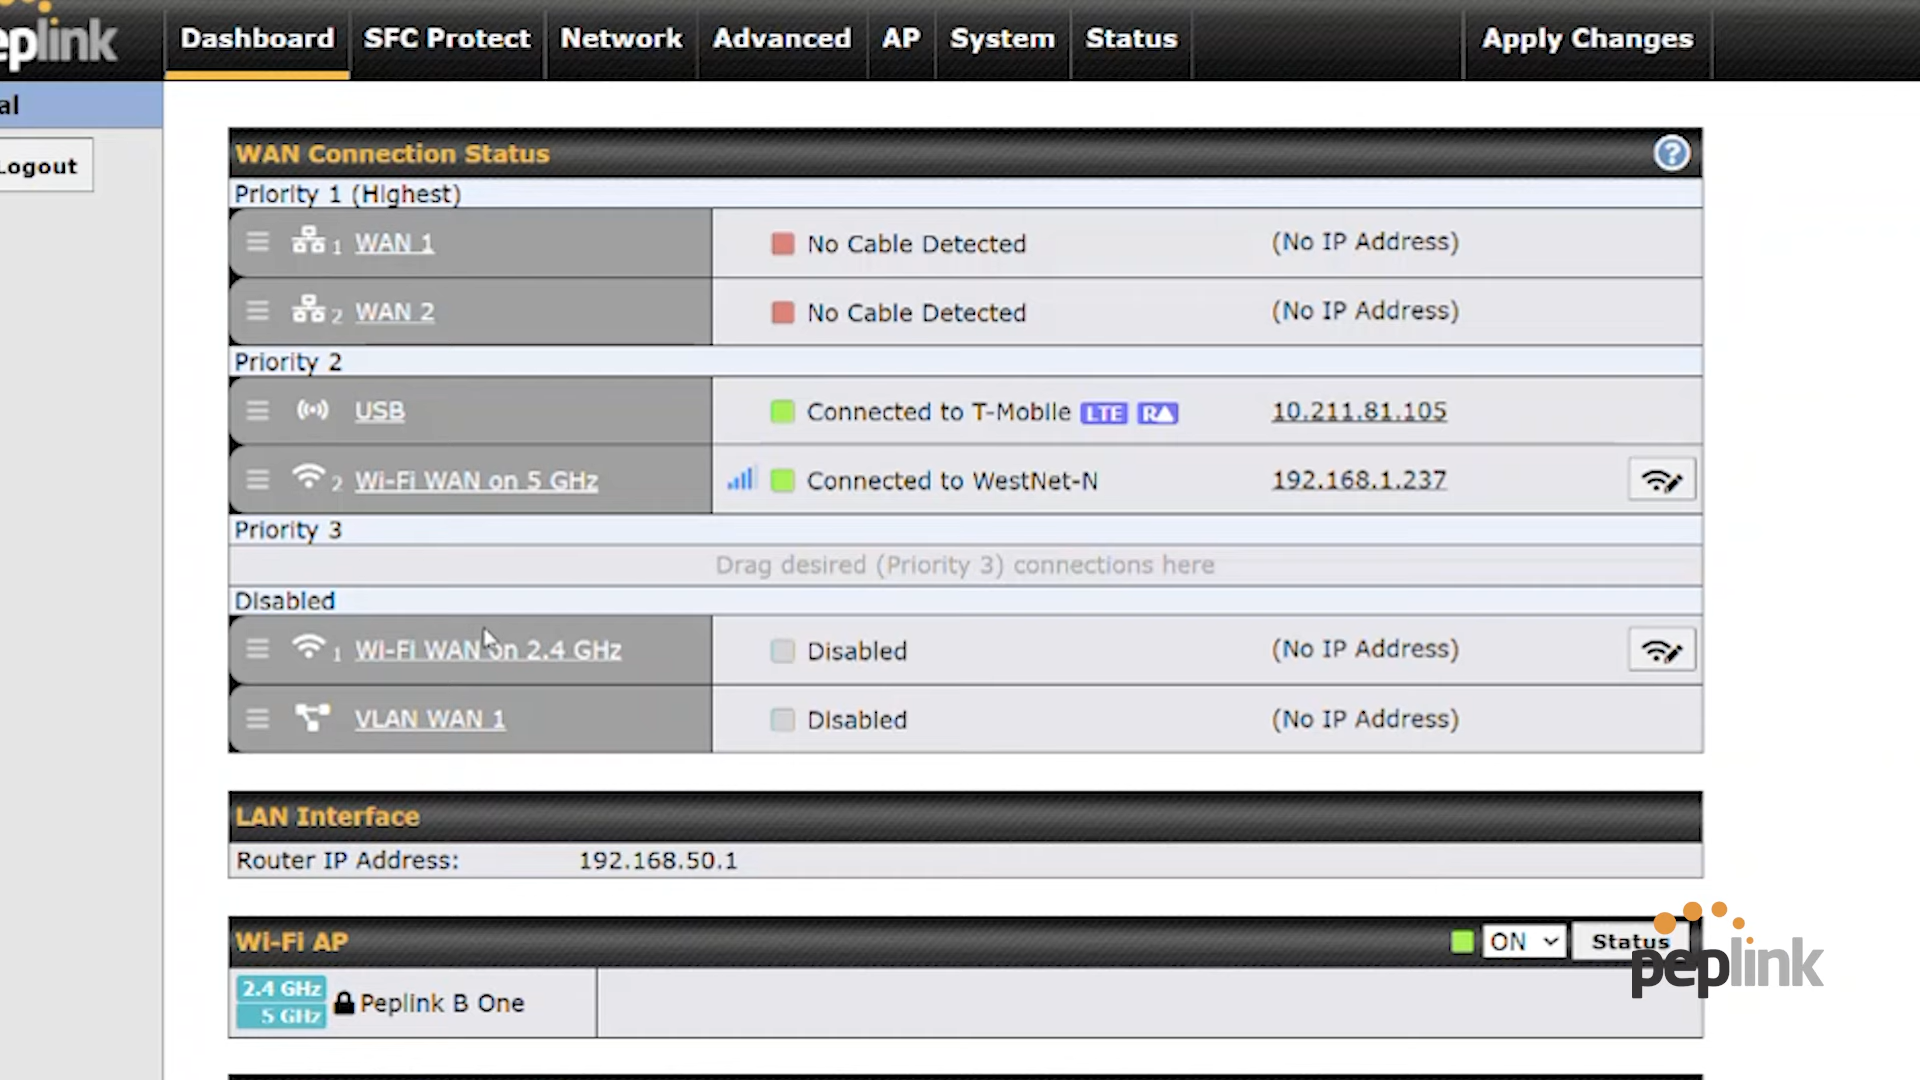 eplink
Dashboard SFC Protect Network Advanced AP System Status Apply Changes
al
Logout
WAN Connection Status ?
Priority 1 (Highest)
1 WAN 1 No Cable Detected (No IP Address)
2 WAN 2 No Cable Detected (No IP Address)
Priority 2
USB Connected to T-Mobile LTE RA 10.211.81.105
2 Wi-Fi WAN on 5 GHz Connected to WestNet-N 192.168.1.237
Priority 3
Drag desired (Priority 3) connections here
Disabled
1 Wi-Fi WAN on 2.4 GHz Disabled (No IP Address)
VLAN WAN 1 Disabled (No IP Address)
LAN Interface
Router IP Address: 192.168.50.1
Wi-Fi AP ON Status
2.4 GHz
5 GHz Peplink B One
peplink